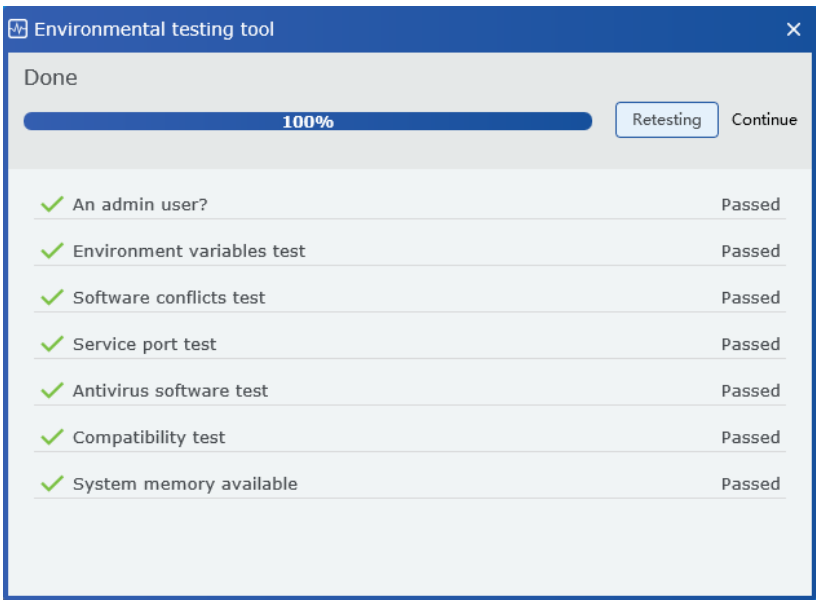 Environmental testing tool
Done
100% Retesting Continue
An admin user? Passed
Environment variables test Passed
Software conflicts test Passed
Service port test Passed
Antivirus software test Passed
Compatibility test Passed
System memory available Passed